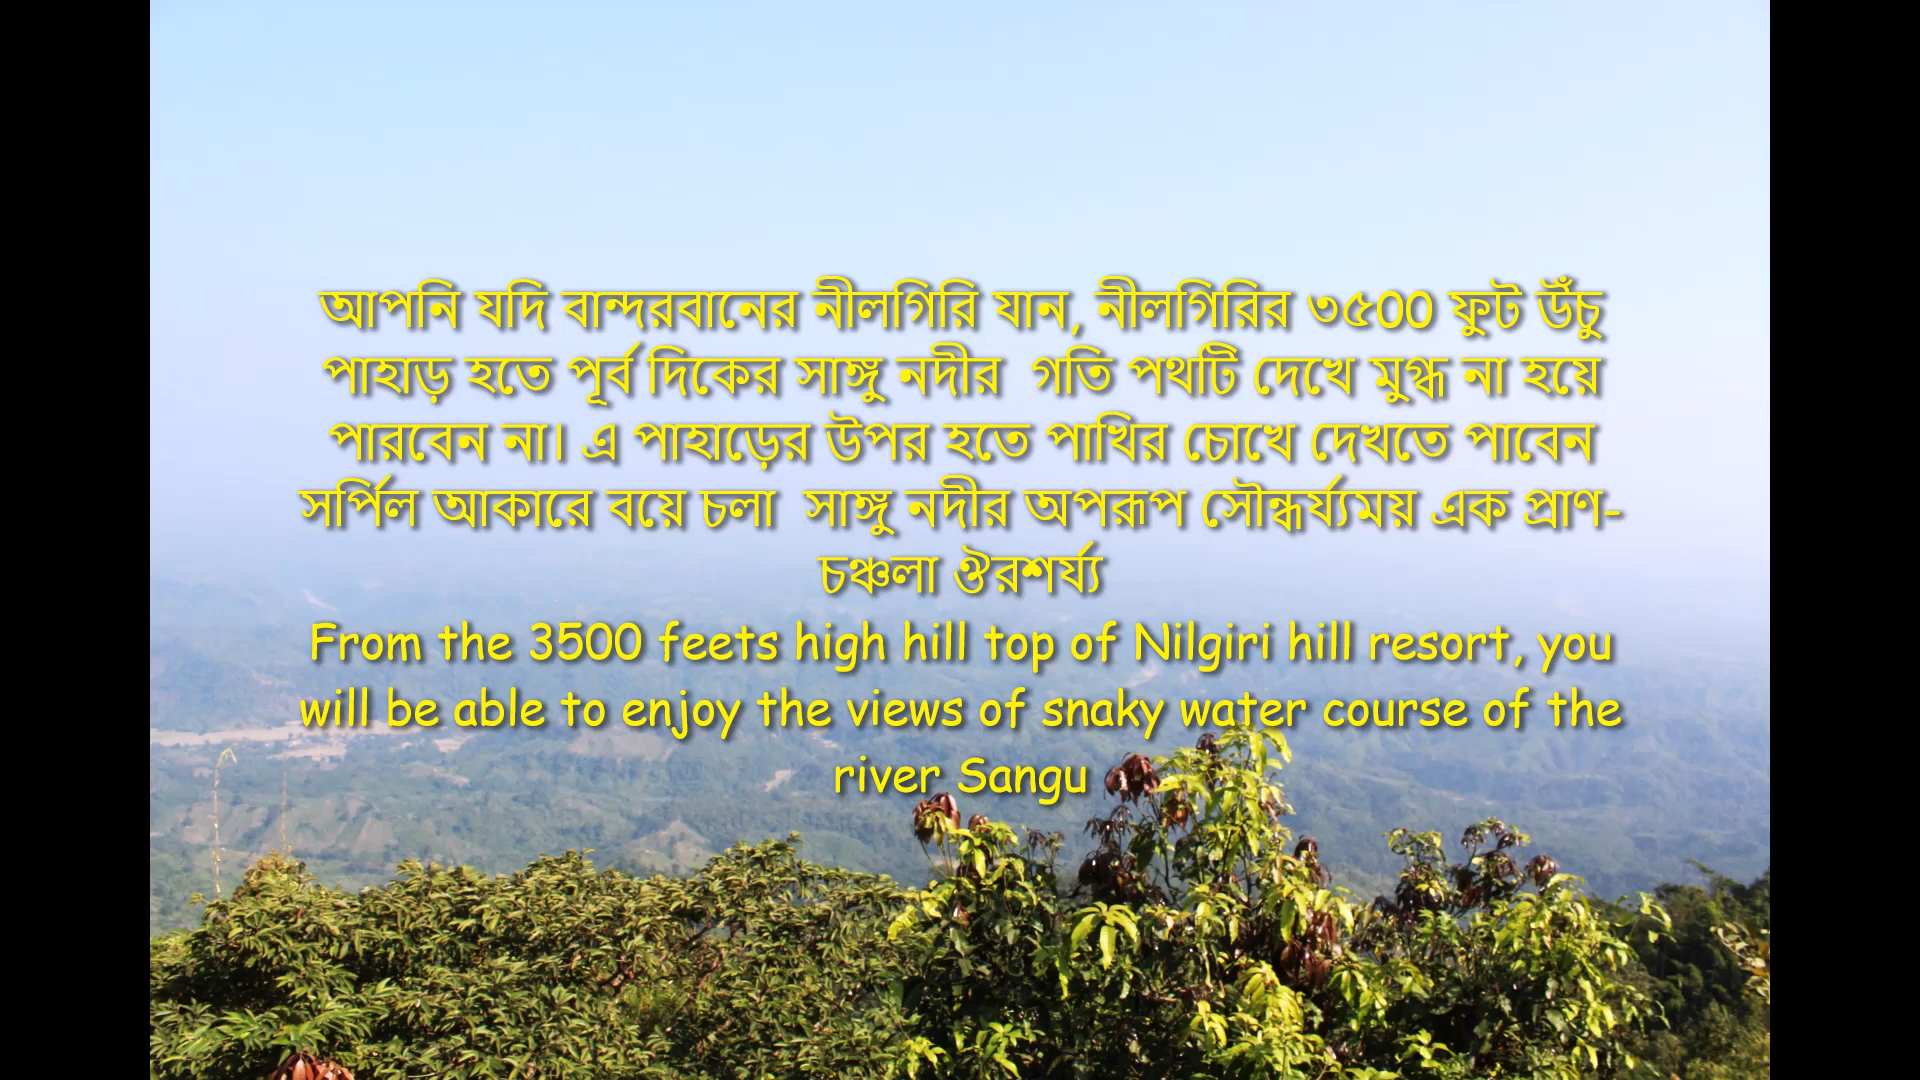 আপনি যদি বান্দরবানের নীলগিরি যান, নীলগিরির ৩৫00 ফুট উঁচু
পাহাড় হতে পূর্ব দিকের সাঙ্গু নদীর গতি পথটি দেখে মুগ্ধ না হয়ে
পারবেন না। এ পাহাড়ের উপর হতে পাখির চোখে দেখতে পাবেন
সর্পিল আকারে বয়ে চলা সাঙ্গু নদীর অপরূপ সৌন্ধর্য্যময় এক প্রাণ-
চঞ্চলা ঔরশর্য্য
From the 3500 feets high hill top of Nilgiri hill resort, you
will be able to enjoy the views of snaky water course of the
river Sangu